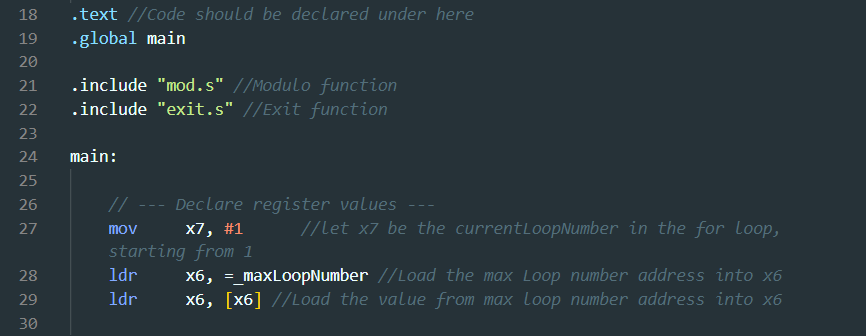 18 .text //Code should be declared under here
19 .global main
20
21 .include "mod.s" //Modulo function
22 .include "exit.s" //Exit function
23
24 main:
25
26 // --- Declare register values ---
27 mov x7, #1 //let x7 be the currentLoopNumber in the for loop,
starting from 1
28 ldr x6, =_maxLoopNumber //Load the max Loop number address into x6
29 ldr x6, [x6] //Load the value from max loop number address into x6
30